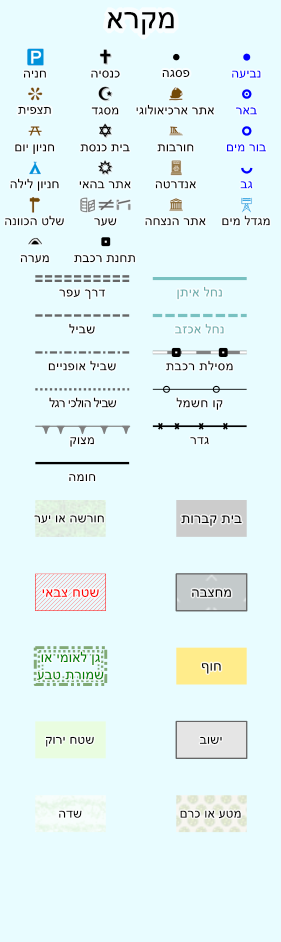 מקרא
נביעה פסגה כנסיה חניה
באר אתר ארכיאולוגי מסגד תצפית
בור מים חורבות בית כנסת חניון יום
גב אנדרטה אתר בהאי חניון לילה
מגדל מים אתר הנצחה שער שלט הכוונה
תחנת רכבת מערה
נחל איתן דרך עפר
נחל אכזב שביל
מסילת רכבת שביל אופניים
קו חשמל שביל הולכי רגל
גדר מצוק
חומה
בית קברות חורשה או יער
מחצבה שטח צבאי
חוף גן לאומי או
שמורת טבע
ישוב שטח ירוק
מטע או כרם שדה